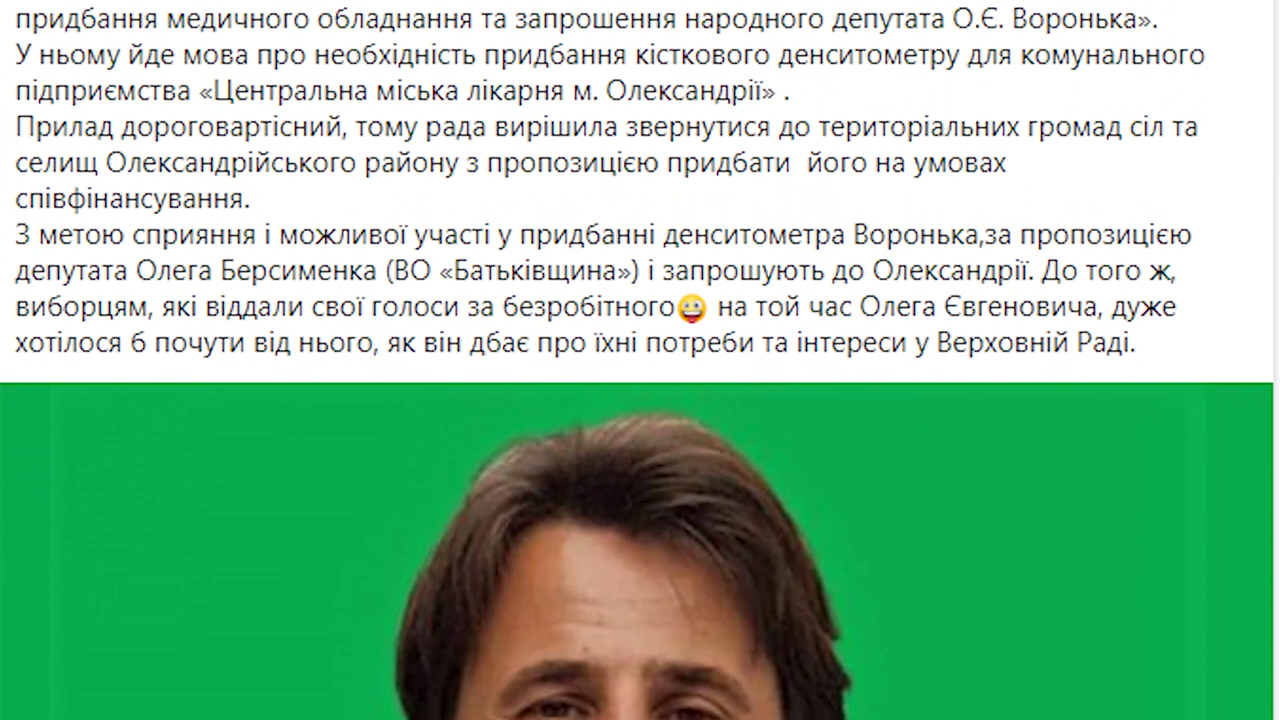 придбання медичного обладнання та запрошення народного депутата О.Є. Воронька».
У ньому йде мова про необхідність придбання кісткового денситометру для комунального
підприємства «Центральна міська лікарня м. Олександрії» .
Прилад дороговартісний, тому рада вирішила звернутися до територіальних громад сіл та
селищ Олександрійського району з пропозицією придбати  його на умовах
співфінансування.
З метою сприяння і можливої участі у придбанні денситометра Воронька,за пропозицією
депутата Олега Берсименка (ВО «Батьківщина») і запрошують до Олександрії. До того ж,
виборцям, які віддали свої голоси за безробітного😀 на той час Олега Євгеновича, дуже
хотілося б почути від нього, як він дбає про їхні потреби та інтереси у Верховній Раді.